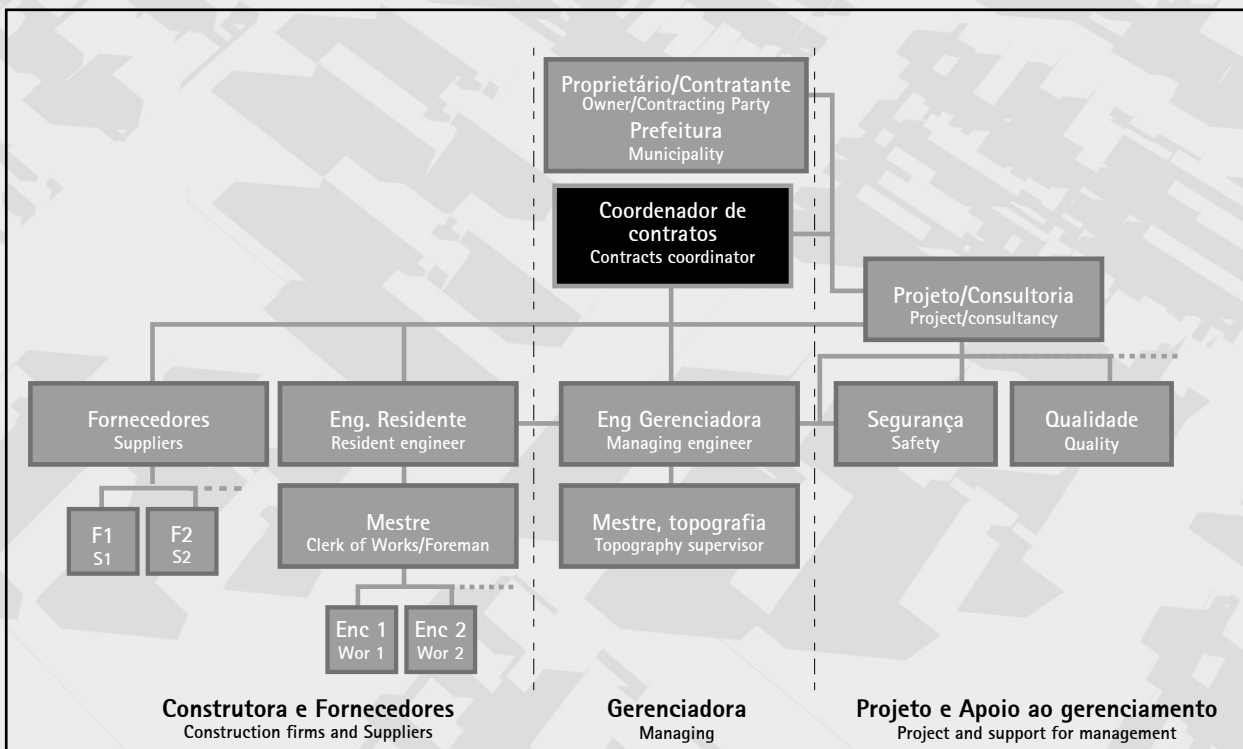 Proprietário/Contratante
Owner/Contracting Party
Prefeitura
Municipality
Coordenador de
contratos
Contracts coordinator
Projeto/Consultoria
Project/consultancy
Fornecedores
Suppliers
Eng. Residente
Resident engineer
Eng Gerenciadora
Managing engineer
Segurança
Safety
Qualidade
Quality
F1
S1
F2
S2
Mestre
Clerk of Works/Foreman
Mestre, topografia
Topography supervisor
Enc 1
Wor 1
Enc 2
Wor 2
Construtora e Fornecedores
Construction firms and Suppliers
Gerenciadora
Managing
Projeto e Apoio ao gerenciamento
Project and support for management